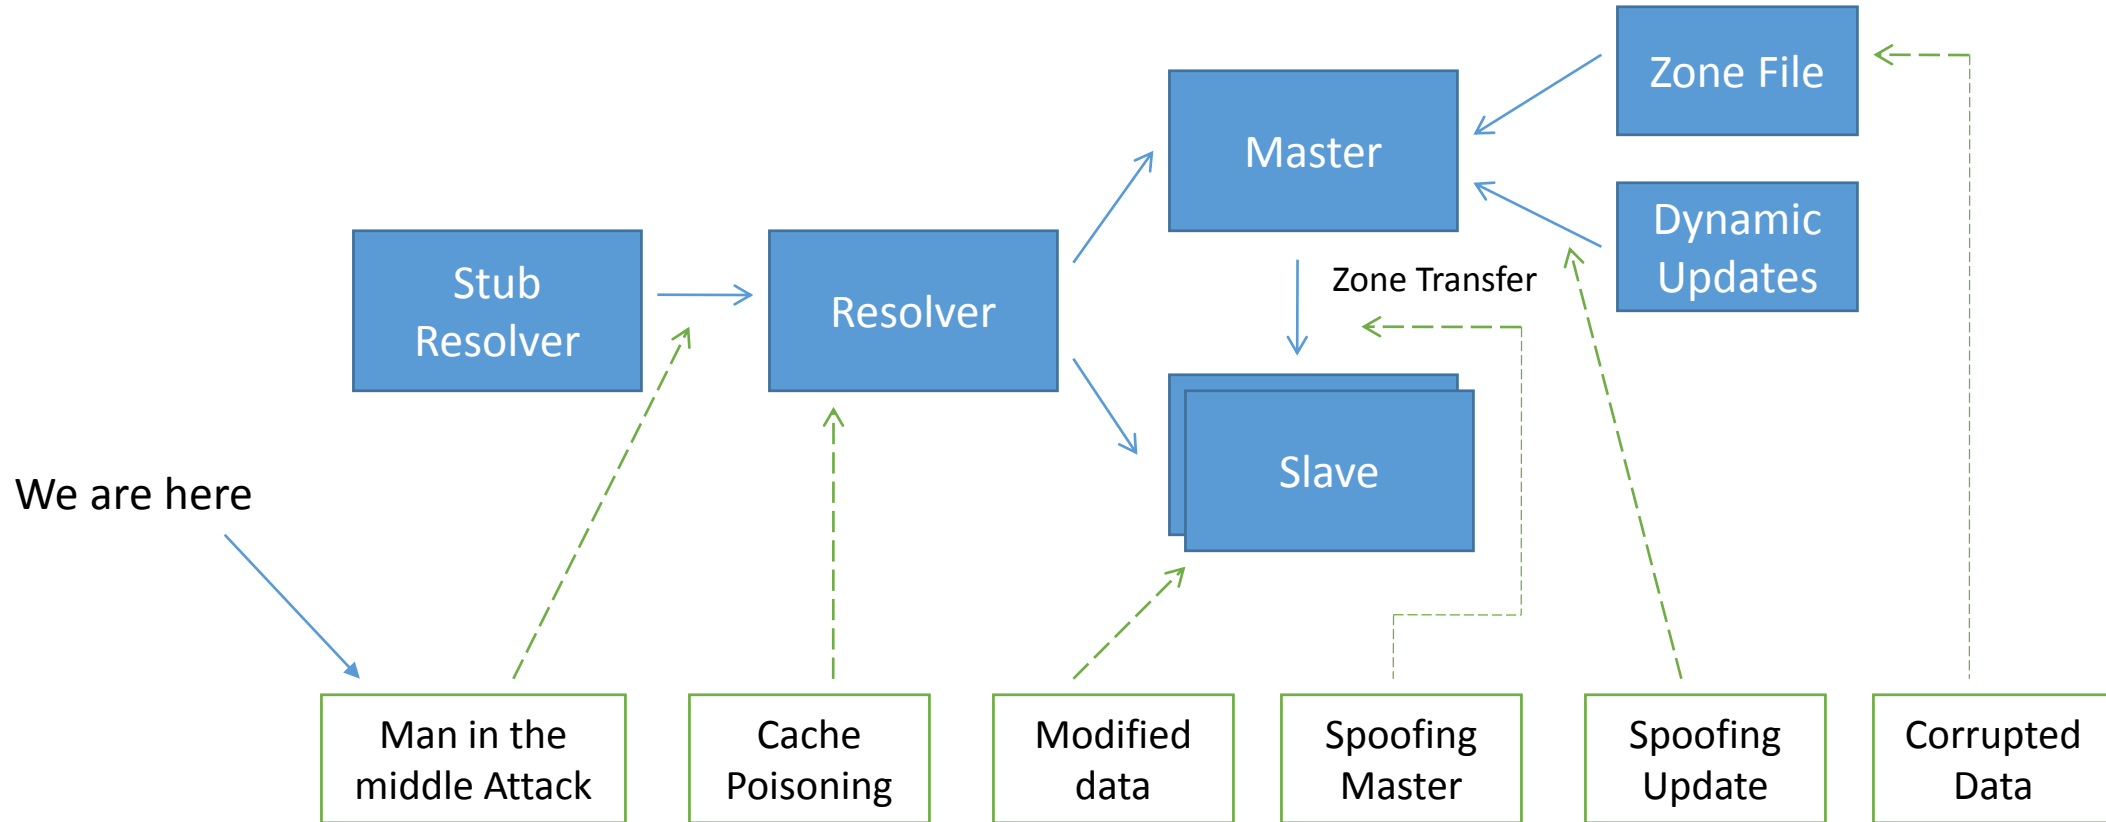 Zone File
Master
Dynamic
Updates
Stub
Resolver
Resolver
Zone Transfer
Slave
We are here
Man in the
middle Attack
Cache
Poisoning
Modified
data
Spoofing
Master
Spoofing
Update
Corrupted
Data